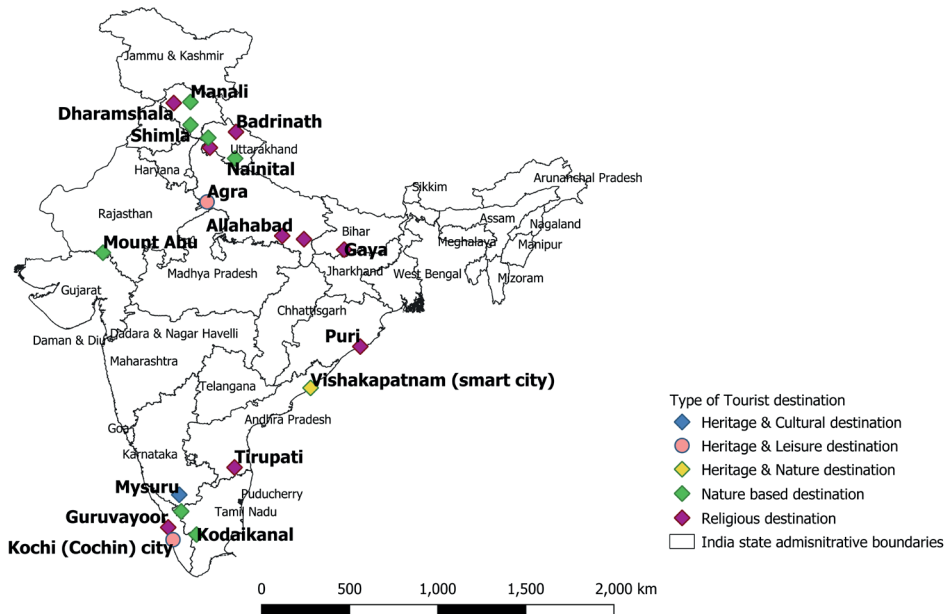 Jammu & Kashmir
Manali
Dharamshala
Badrinath
Shimla
Uttarakhand
Nainital
Haryana
Arunanchal Pradesh
Sikkim
Agra
Rajasthan
Assam
Nagaland
Allahabad
Bihar
Meghalaya
Manipur
Mount Abu
Gaya
Madhya Pradesh
Jharkhand
West Bengal
Mizoram
Gujarat
Chhattisgarh
Daman & Diu
Dadara & Nagar Havelli
Puri
Maharashtra
Telangana
Vishakapatnam (smart city)
Andhra Pradesh
Goa
Karnataka
Tirupati
Mysuru
Puducherry
Tamil Nadu
Guruvayoor
Kodaikanal
Kochi (Cochin) city
Type of Tourist destination
Heritage & Cultural destination
Heritage & Leisure destination
Heritage & Nature destination
Nature based destination
Religious destination
India state admisnitrative boundaries
0 500 1,000 1,500 2,000 km